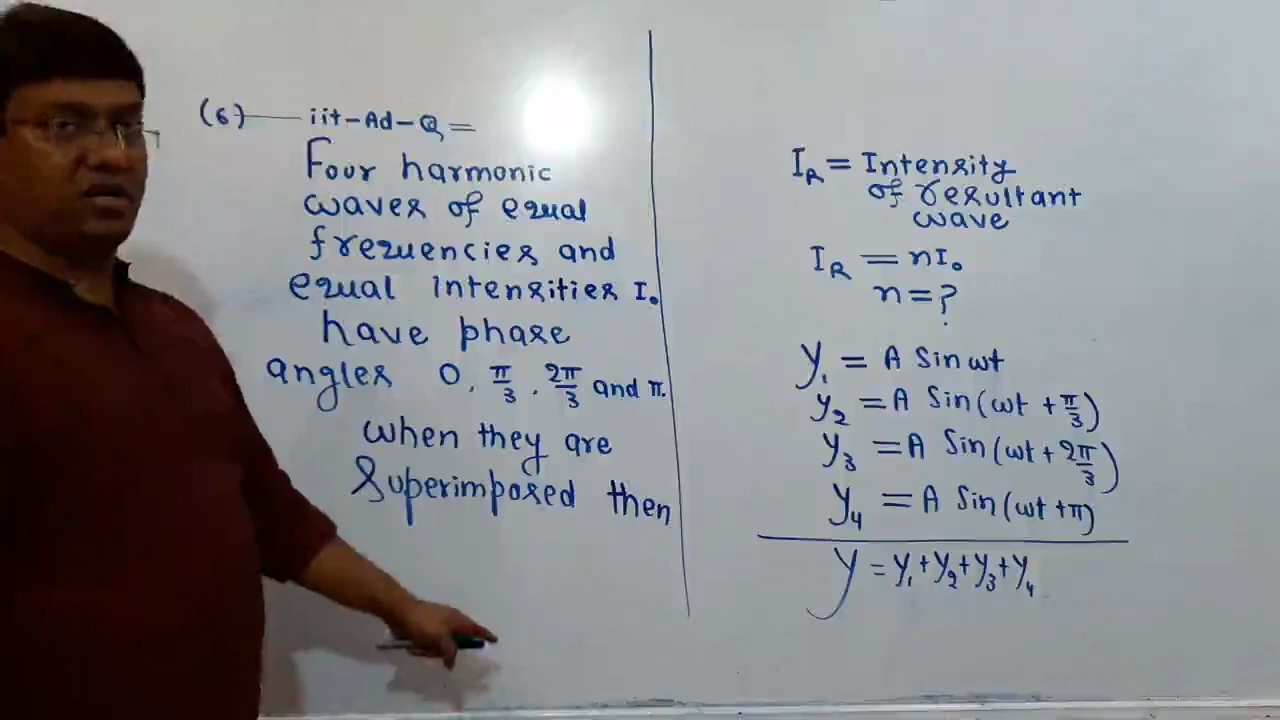 (6) — iit-Ad-Q =
Four harmonic
waves of equal
frequencies and
equal intensities I₀
have phase
angles 0, π/3, 2π/3 and π.
when they are
Superimposed then
I_R = Intensity
of resultant
wave
I_R = nI₀
n = ?
y₁ = A Sin ωt
y₂ = A Sin(ωt + π/3)
y₃ = A Sin(ωt + 2π/3)
y₄ = A Sin(ωt + π)
y = y₁ + y₂ + y₃ + y₄